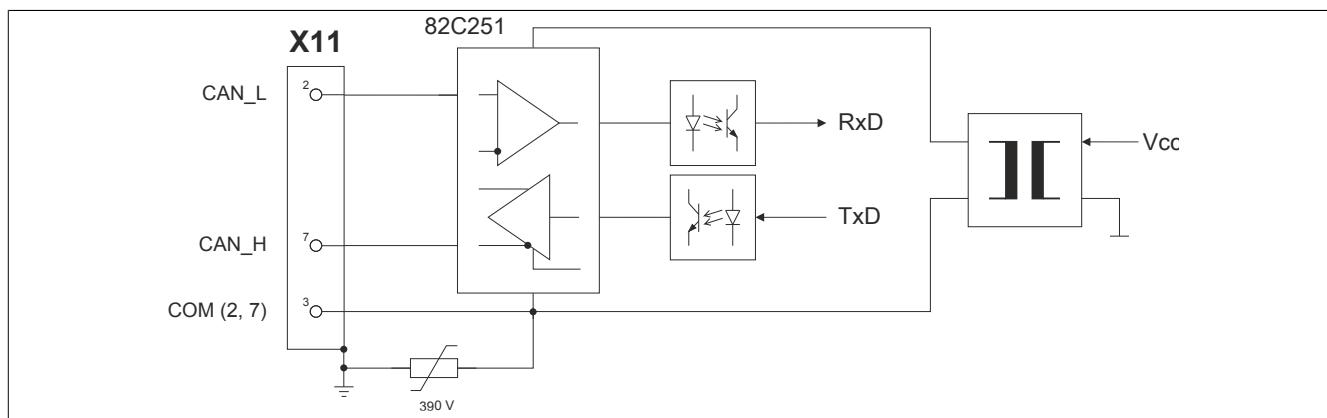 82C251
X11
CAN_L 2
RxD
Vcc
TxD
CAN_H 7
COM (2, 7) 3
390 V